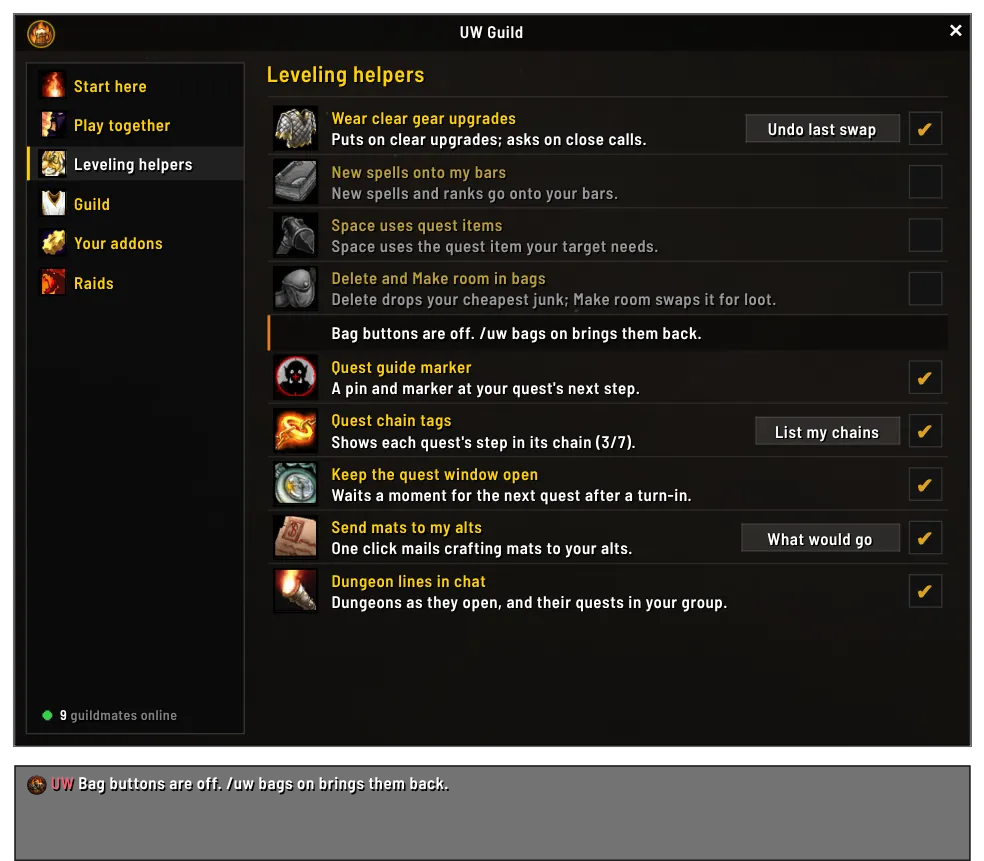 UW Guild
Start here
Play together
Leveling helpers
Guild
Your addons
Raids
9 guildmates online
Leveling helpers
Wear clear gear upgrades
Puts on clear upgrades; asks on close calls.
Undo last swap
New spells onto my bars
New spells and ranks go onto your bars.
Space uses quest items
Space uses the quest item your target needs.
Delete and Make room in bags
Delete drops your cheapest junk; Make room swaps it for loot.
Bag buttons are off. /uw bags on brings them back.
Quest guide marker
A pin and marker at your quest's next step.
Quest chain tags
Shows each quest's step in its chain (3/7).
List my chains
Keep the quest window open
Waits a moment for the next quest after a turn-in.
Send mats to my alts
One click mails crafting mats to your alts.
What would go
Dungeon lines in chat
Dungeons as they open, and their quests in your group.
UW Bag buttons are off. /uw bags on brings them back.